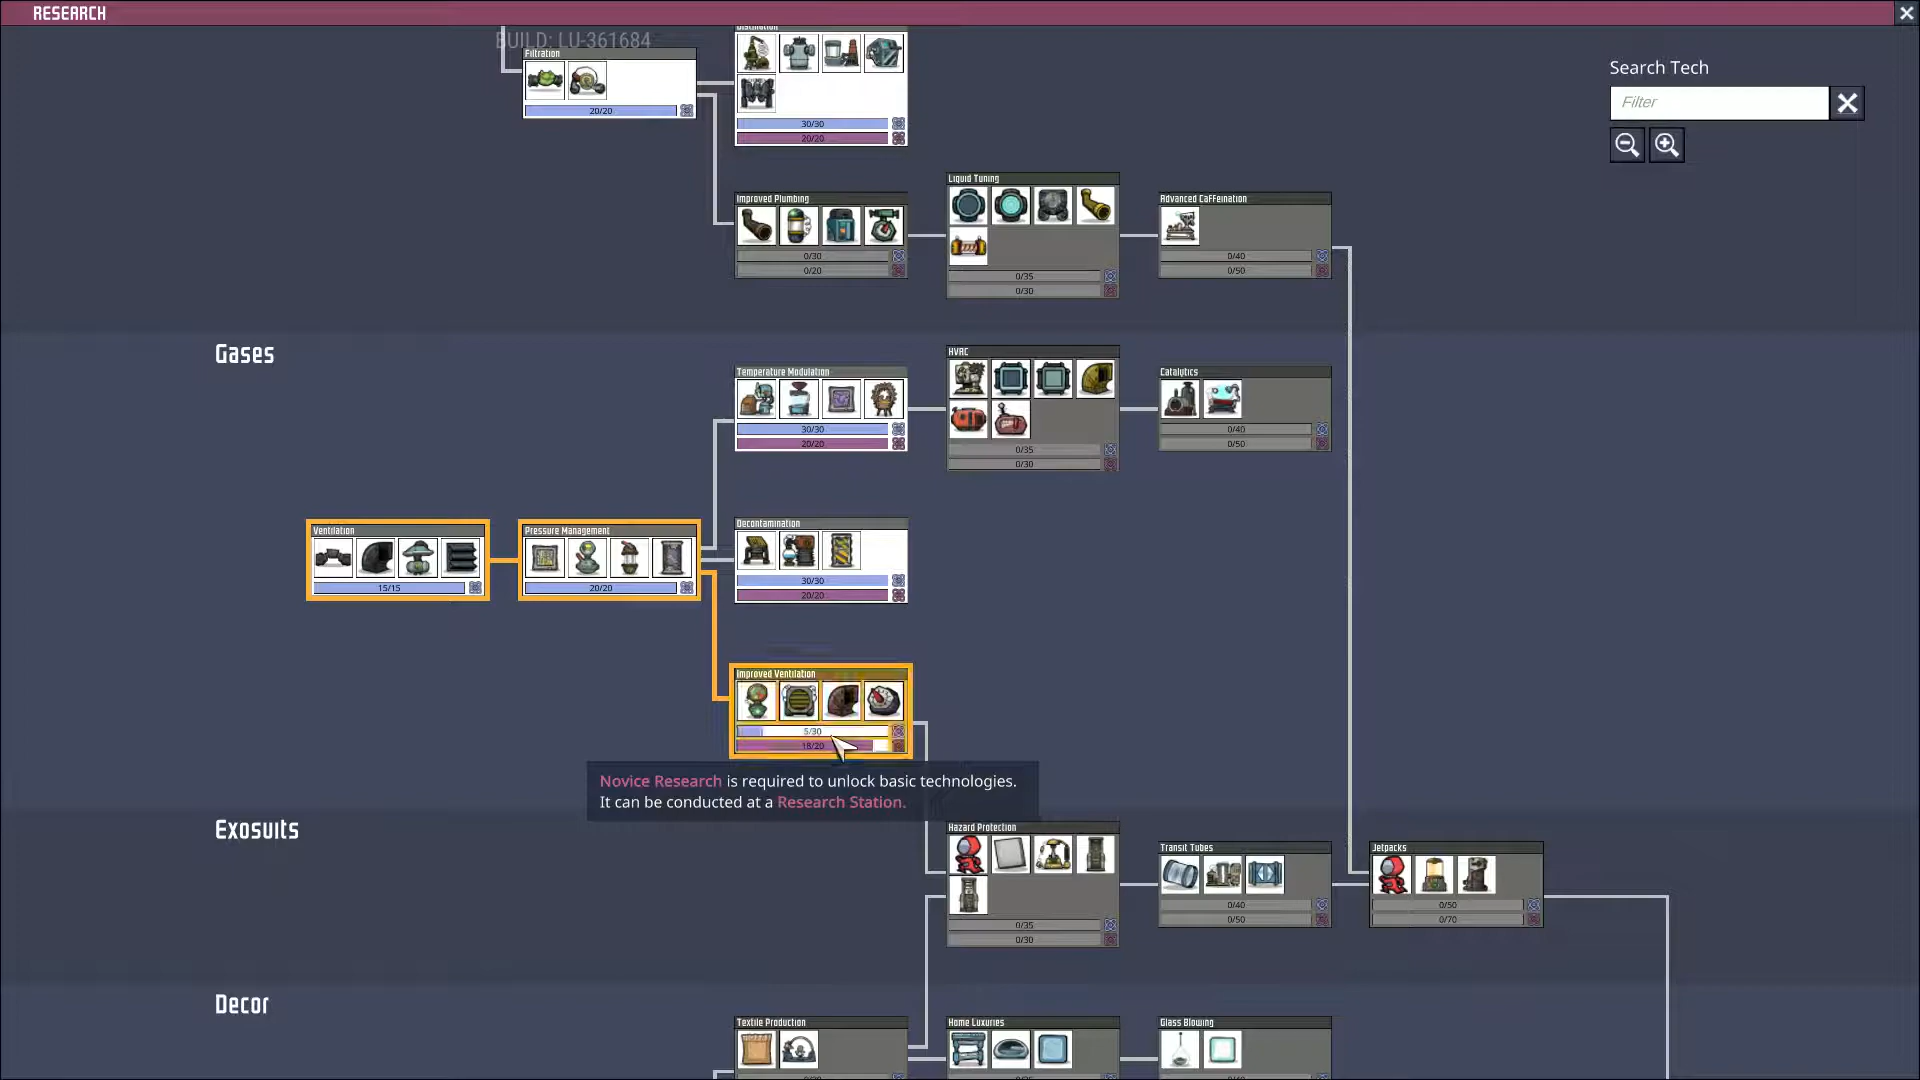 RESEARCH
BUILD: LU-361684
Distillation
Filtration
Search Tech
Filter
20/20
30/30
20/20
Liquid Tuning
Improved Plumbing
Advanced Caffeination
0/30
0/20
0/35
0/30
0/40
0/50
Gases
HVAC
Temperature Modulation
Catalytics
30/30
20/20
0/35
0/30
0/40
0/50
Decontamination
Ventilation
Pressure Management
15/15
20/20
30/30
20/20
Improved Ventilation
5/30
18/20
Novice Research is required to unlock basic technologies.
It can be conducted at a Research Station.
Exosuits
Hazard Protection
Transit Tubes
Jetpacks
0/35
0/30
0/40
0/50
0/50
0/70
Decor
Textile Production
Home Luxuries
Glass Blowing